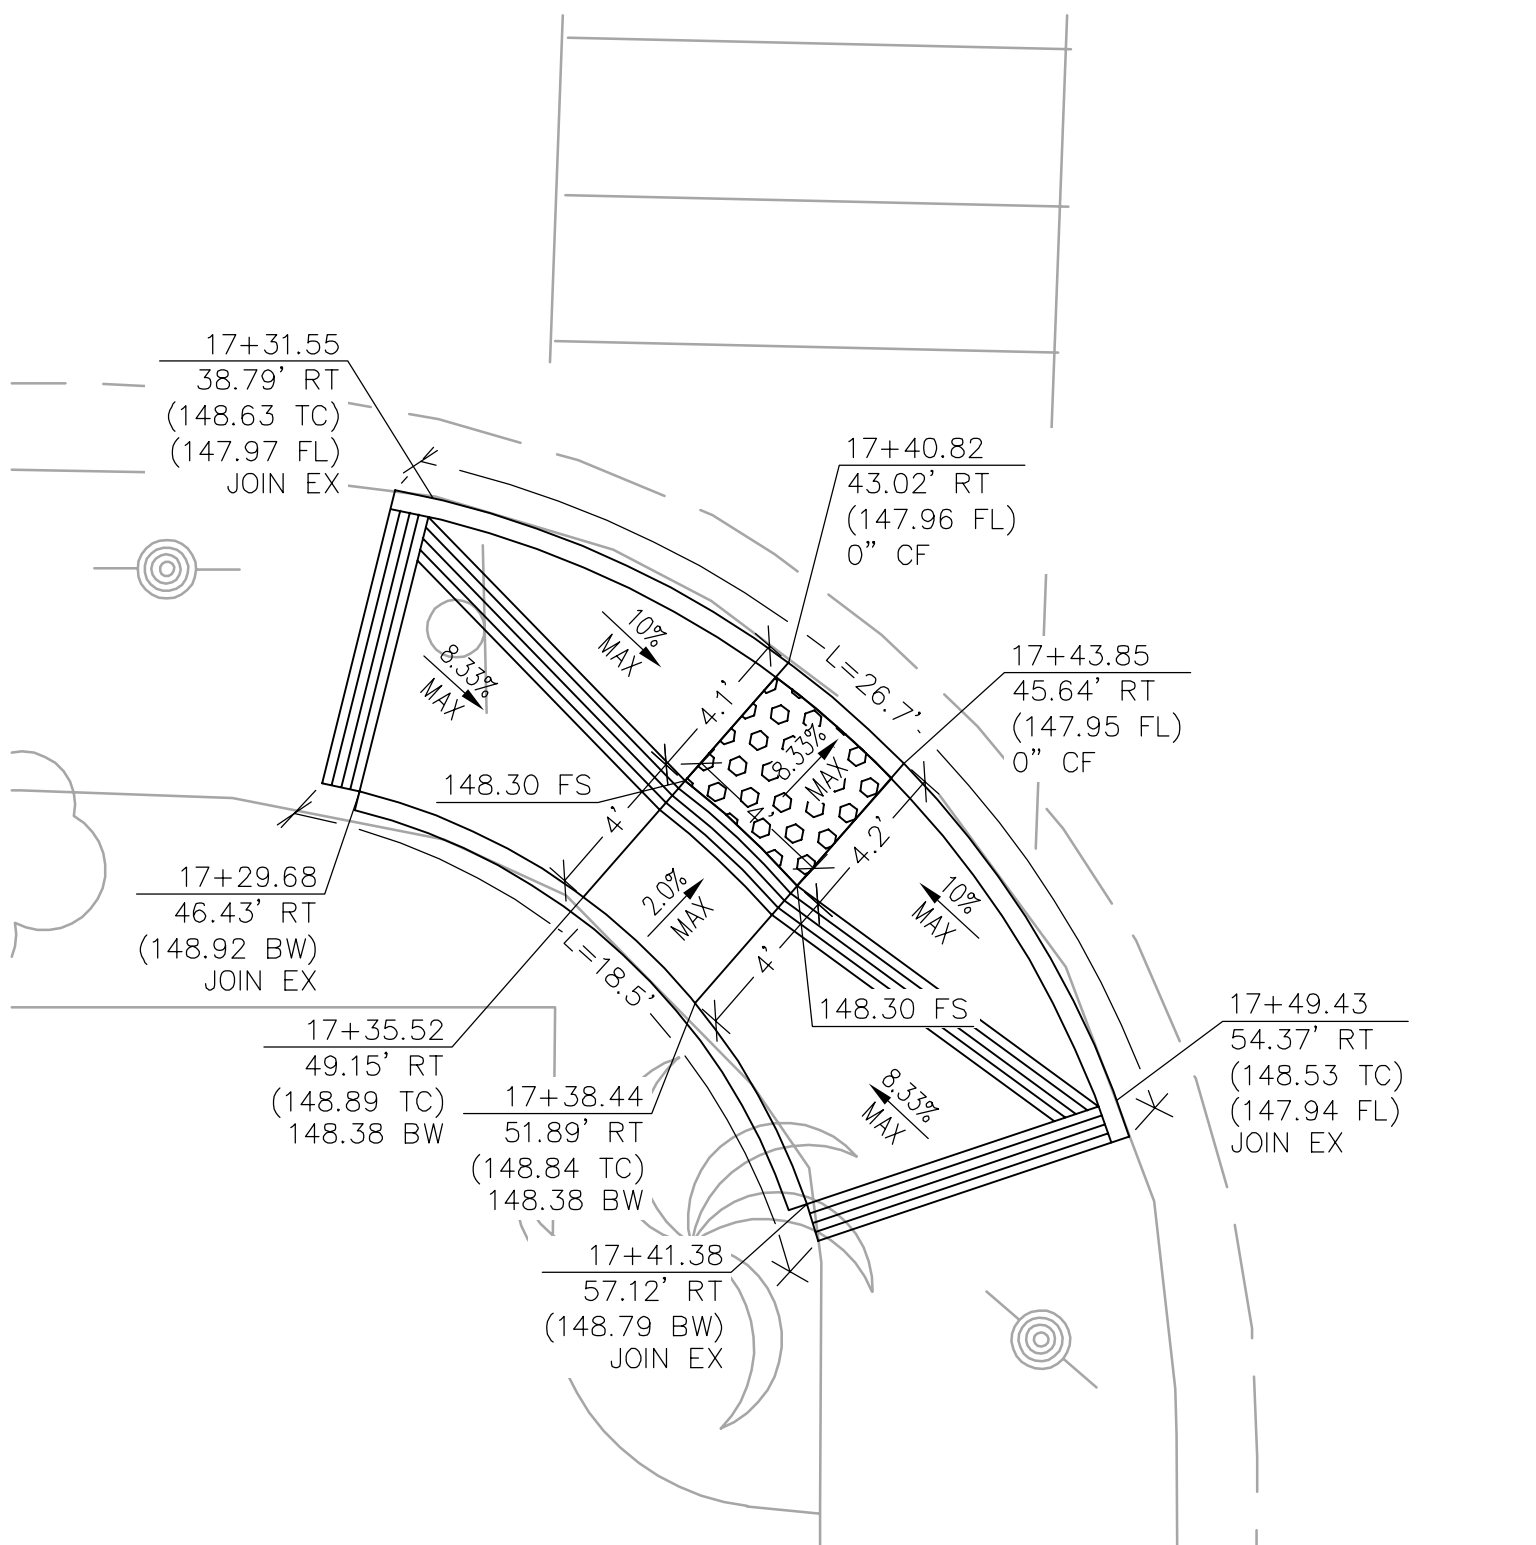 17+31.55
38.79' RT
(148.63 TC)
(147.97 FL)
JOIN EX
17+40.82
43.02' RT
(147.96 FL)
0" CF
17+43.85
45.64' RT
(147.95 FL)
0" CF
L=26.7'
10%
MAX
8.33%
MAX
4.1'
8.33%
MAX
148.30 FS
4'
4'
4.2'
2.0%
MAX
10%
MAX
4'
17+29.68
46.43' RT
(148.92 BW)
JOIN EX
L=18.5'
148.30 FS
17+49.43
54.37' RT
(148.53 TC)
(147.94 FL)
JOIN EX
17+35.52
49.15' RT
(148.89 TC)
148.38 BW
17+38.44
51.89' RT
(148.84 TC)
148.38 BW
8.33%
MAX
17+41.38
57.12' RT
(148.79 BW)
JOIN EX